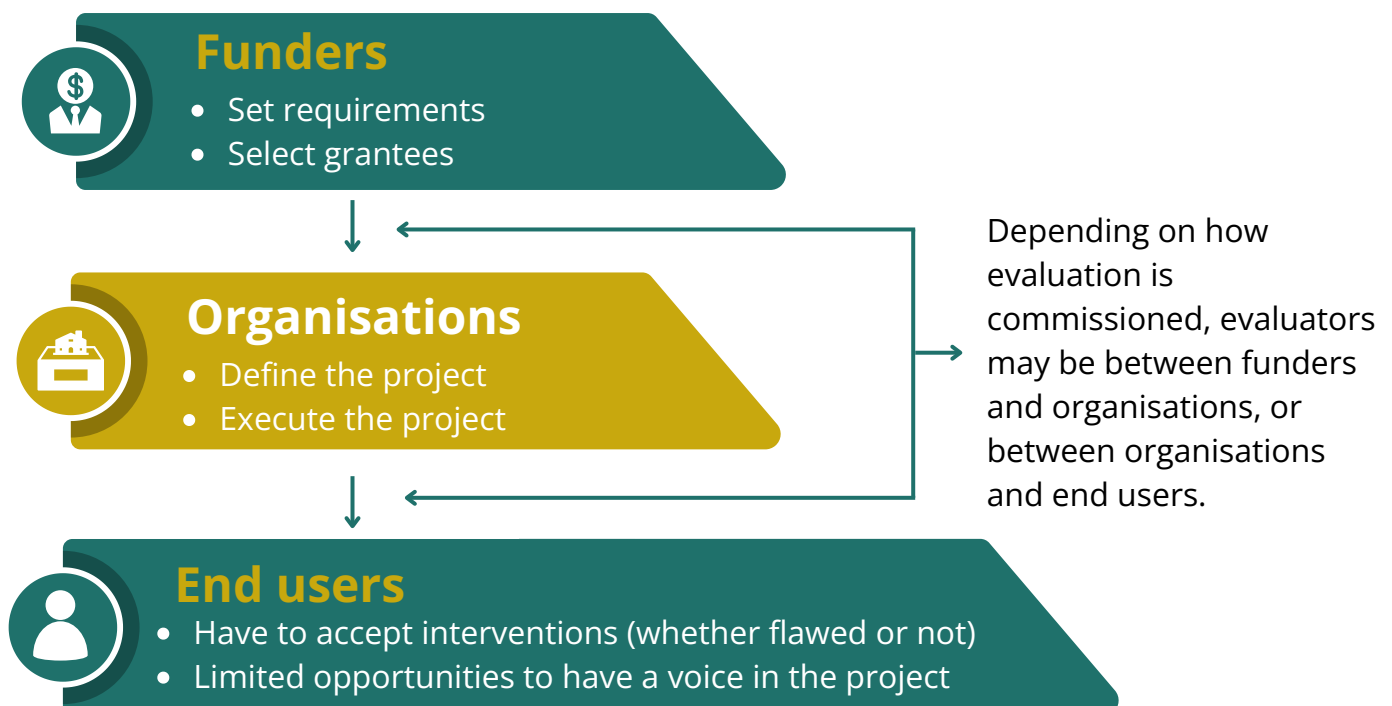 Funders
• Set requirements
• Select grantees
Organisations
• Define the project
• Execute the project
Depending on how
evaluation is
commissioned, evaluators
may be between funders
and organisations, or
between organisations
and end users.
End users
• Have to accept interventions (whether flawed or not)
• Limited opportunities to have a voice in the project